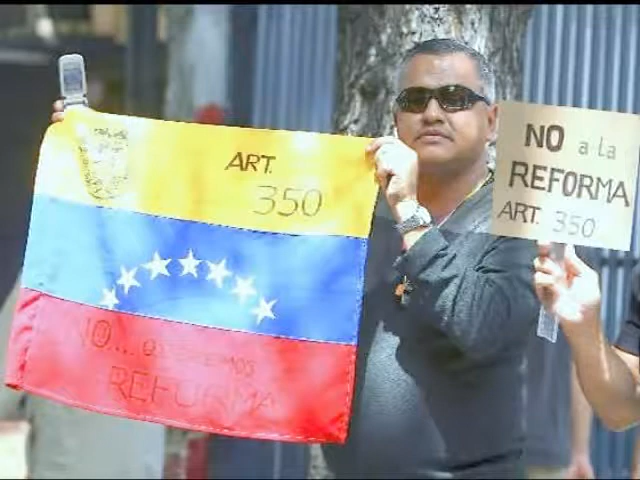 ART.
350
NO...
REFORMA
NO a la
REFORMA
ART. 350